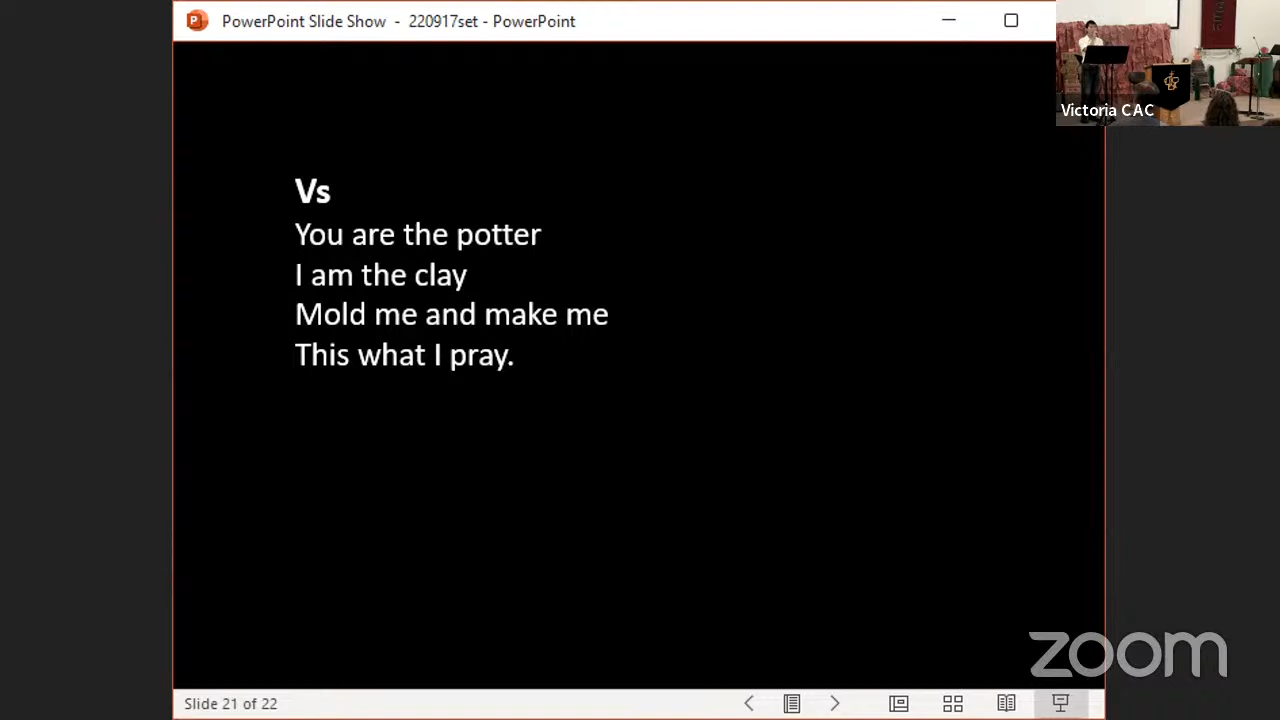 PowerPoint Slide Show - 220917set - PowerPoint
Victoria CAC
Vs
You are the potter
I am the clay
Mold me and make me
This what I pray.
zoom
Slide 21 of 22